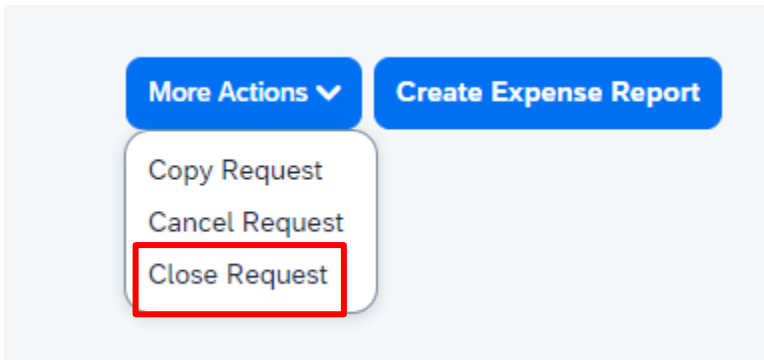 More Actions Create Expense Report
Copy Request
Cancel Request
Close Request